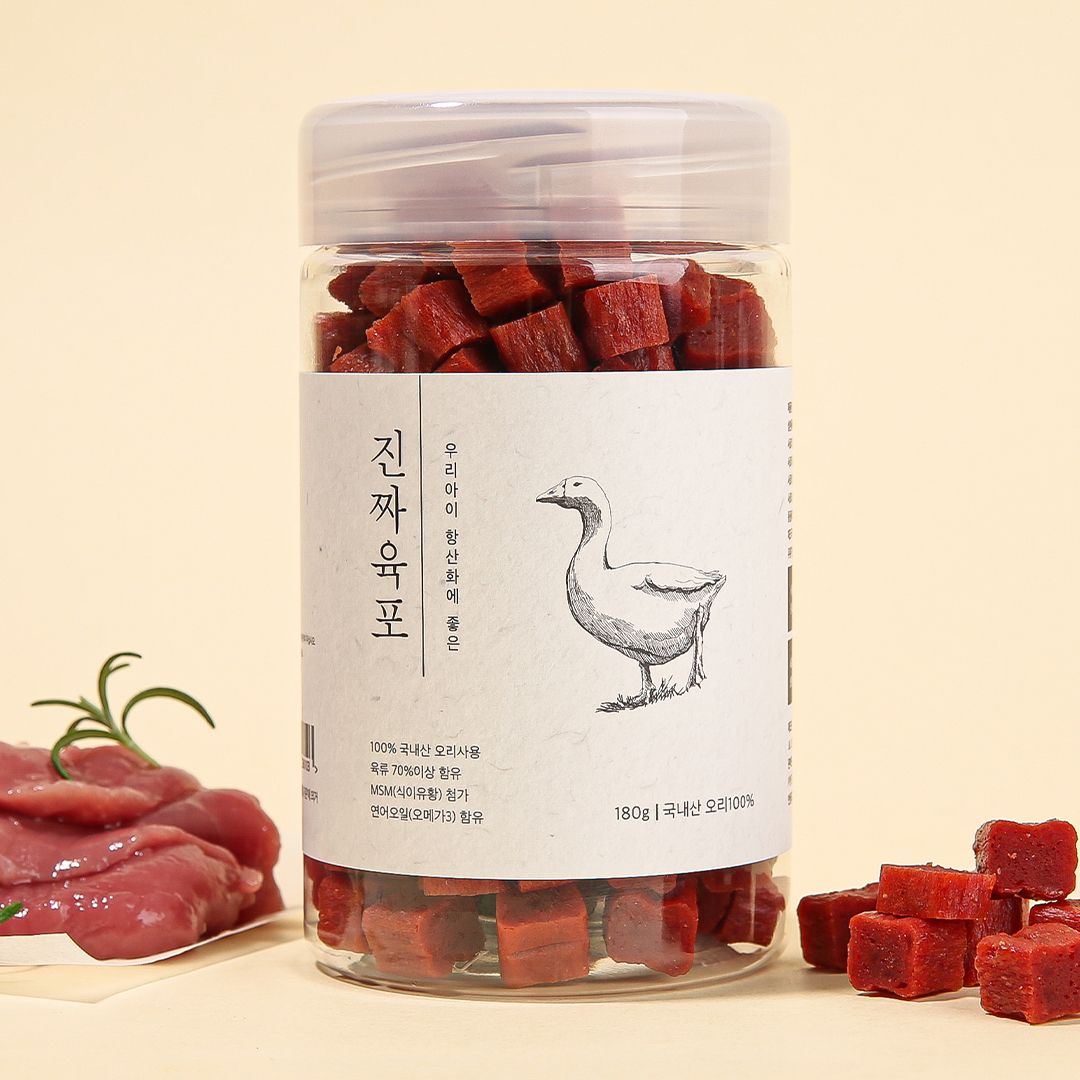 진짜육포
우리아이 항산화에 좋은
100% 국내산 오리사용
육류 70%이상 함유
MSM(식이유황) 첨가
연어오일(오메가3) 함유
180g | 국내산 오리100%